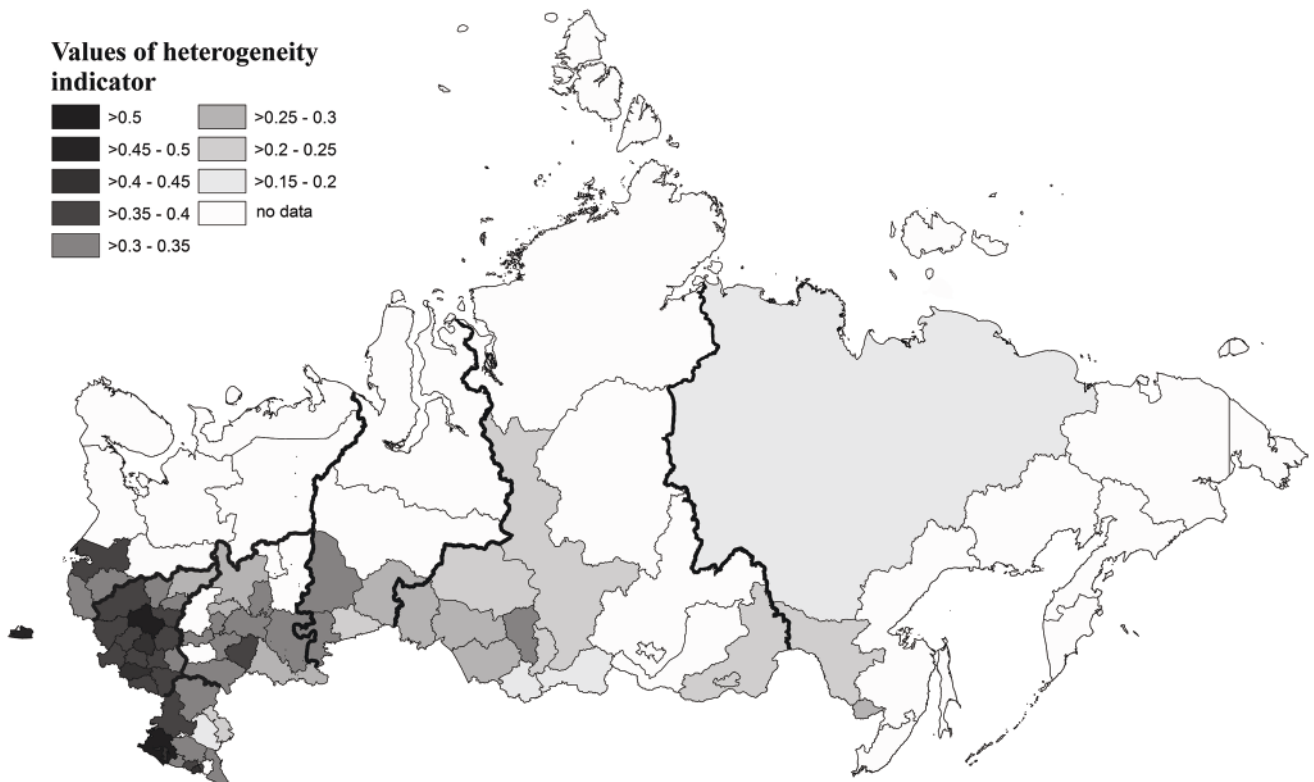 Values of heterogeneity
indicator
>0.5
>0.45 - 0.5
>0.4 - 0.45
>0.35 - 0.4
>0.3 - 0.35
>0.25 - 0.3
>0.2 - 0.25
>0.15 - 0.2
no data